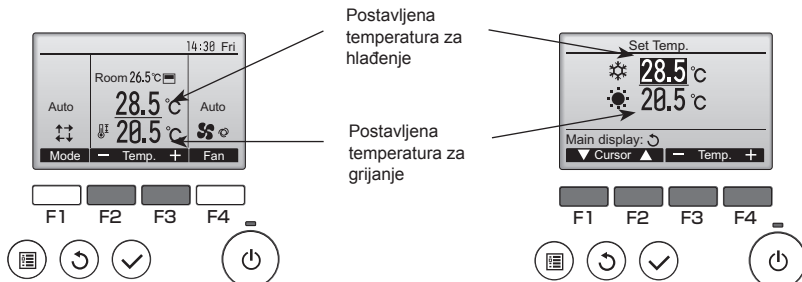 Postavljena
temperatura za
hlađenje
Postavljena
temperatura za
grijanje
14:30 Fri
Room 26.5°C
Auto
28.5 °C
Auto
20.5 °C
Mode
− Temp. +
Fan
F1 F2 F3 F4
Set Temp.
28.5 °C
20.5 °C
Main display:
▼ Cursor ▲ − Temp. +
F1 F2 F3 F4